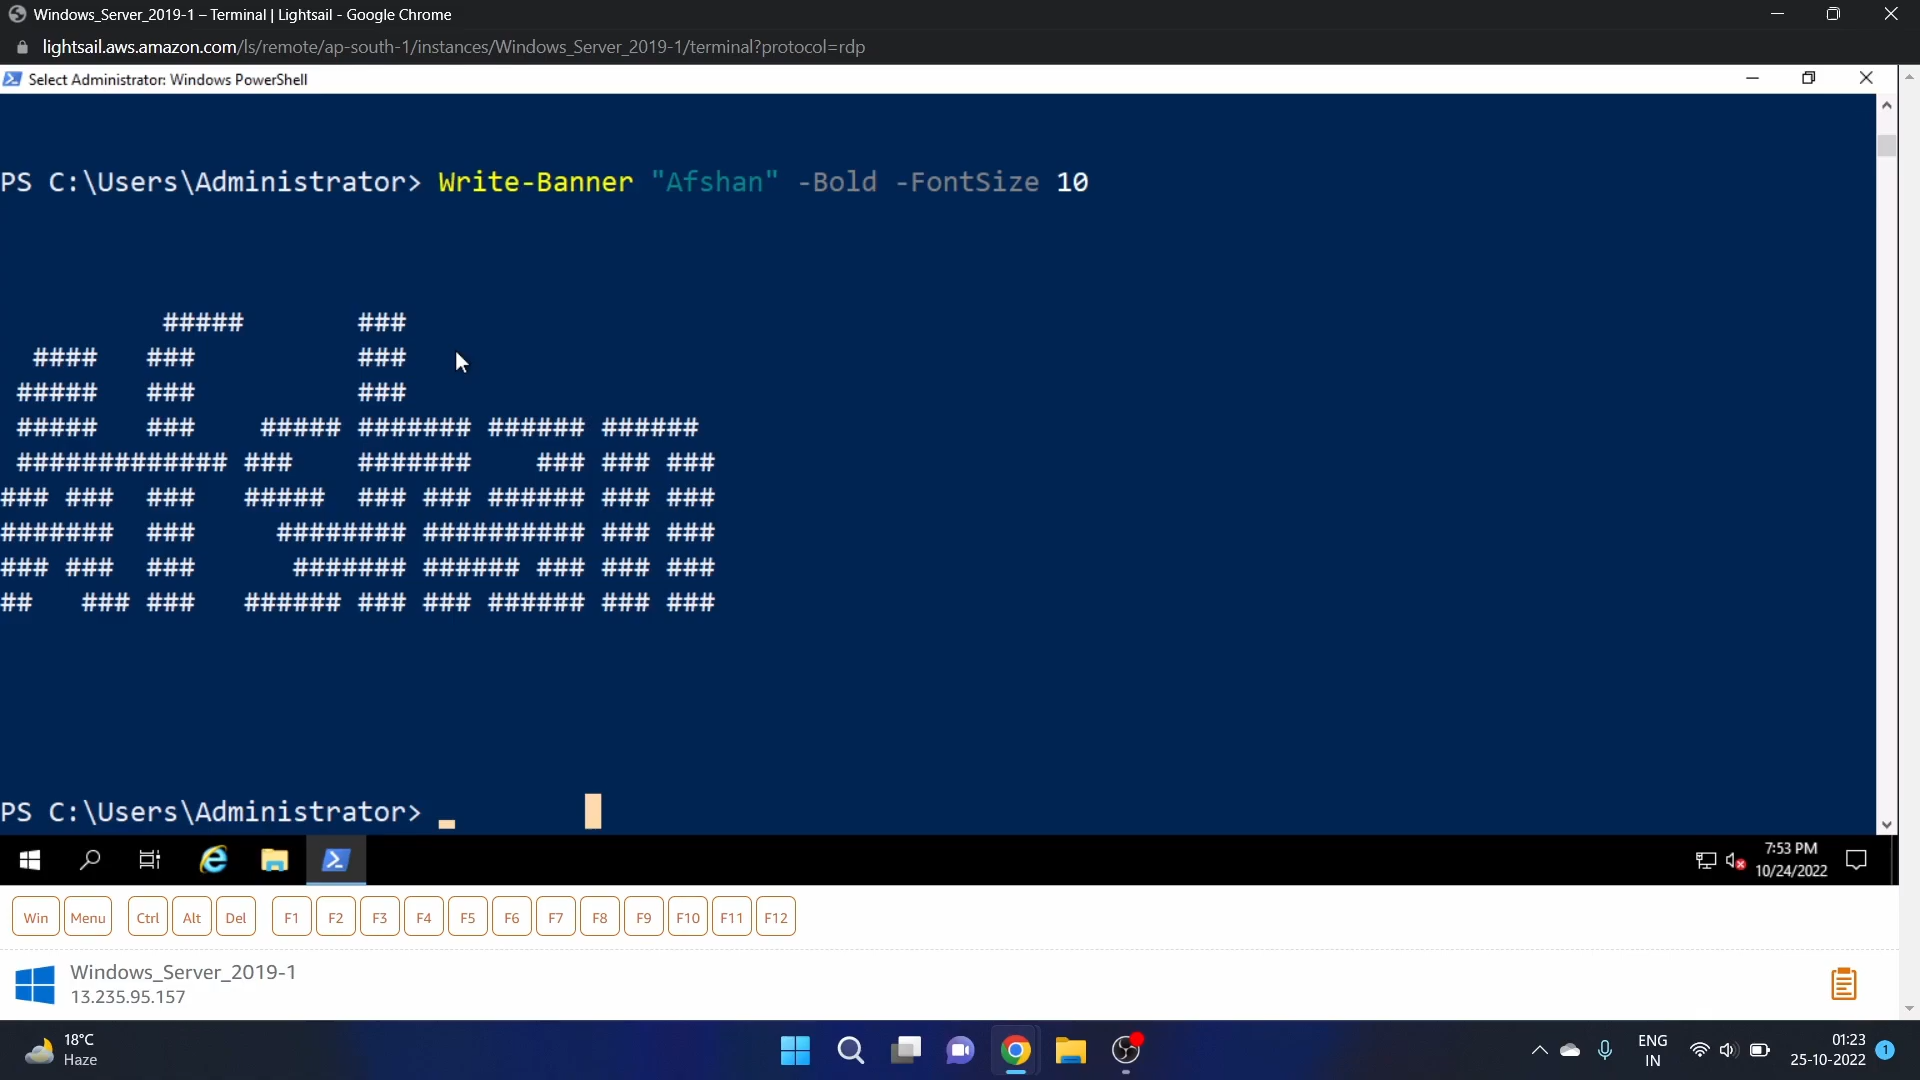 Windows_Server_2019-1 – Terminal | Lightsail - Google Chrome
lightsail.aws.amazon.com/ls/remote/ap-south-1/instances/Windows_Server_2019-1/terminal?protocol=rdp
Select Administrator: Windows PowerShell
PS C:\Users\Administrator> Write-Banner "Afshan" -Bold -FontSize 10
          #####       ###
  ####   ###          ###
 #####   ###          ###
 #####   ###    ##### ####### ###### ######
 ############# ###    #######    ### ### ###
### ###  ###   #####  ### ### ###### ### ###
#######  ###     ######## ########## ### ###
### ###  ###      ####### ###### ### ### ###
##   ### ###   ###### ### ### ###### ### ###
PS C:\Users\Administrator> _
7:53 PM
10/24/2022
Win Menu Ctrl Alt Del F1 F2 F3 F4 F5 F6 F7 F8 F9 F10 F11 F12
Windows_Server_2019-1
13.235.95.157
18°C
Haze
ENG
IN
01:23
25-10-2022
1